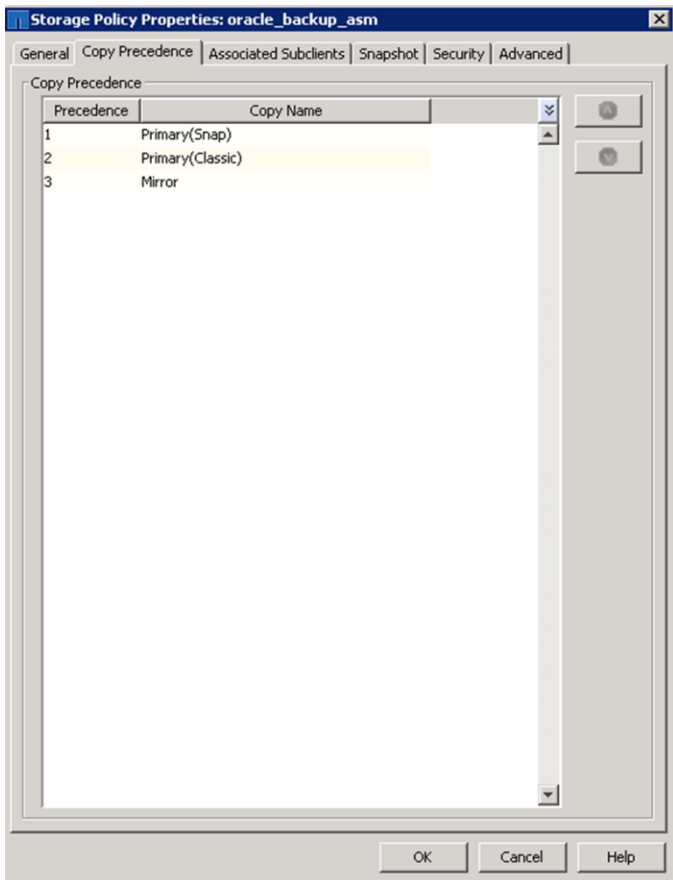 Storage Policy Properties: oracle_backup_asm
General Copy Precedence Associated Subclients Snapshot Security Advanced
Copy Precedence
Precedence Copy Name
1 Primary(Snap)
2 Primary(Classic)
3 Mirror
OK Cancel Help